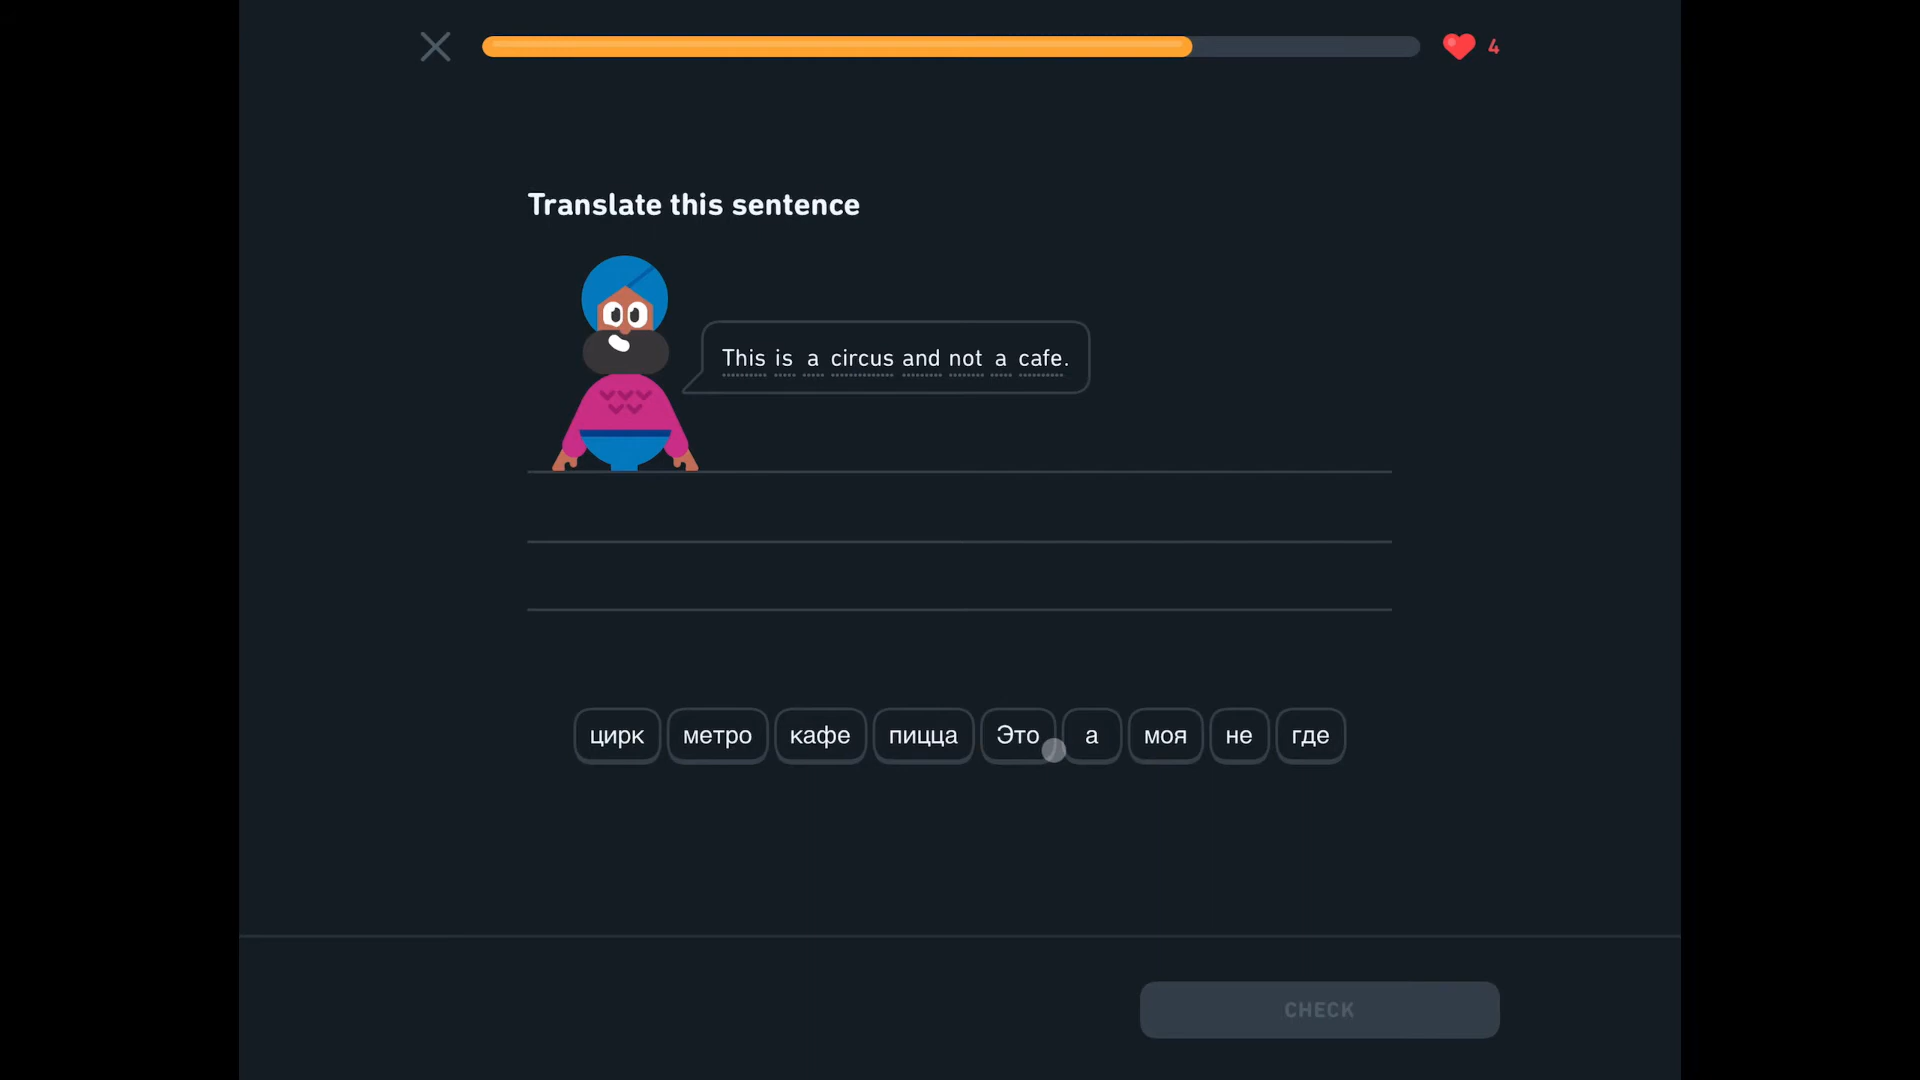 4
Translate this sentence
This is a circus and not a cafe.
цирк метро кафе пицца Это а моя не где
CHECK